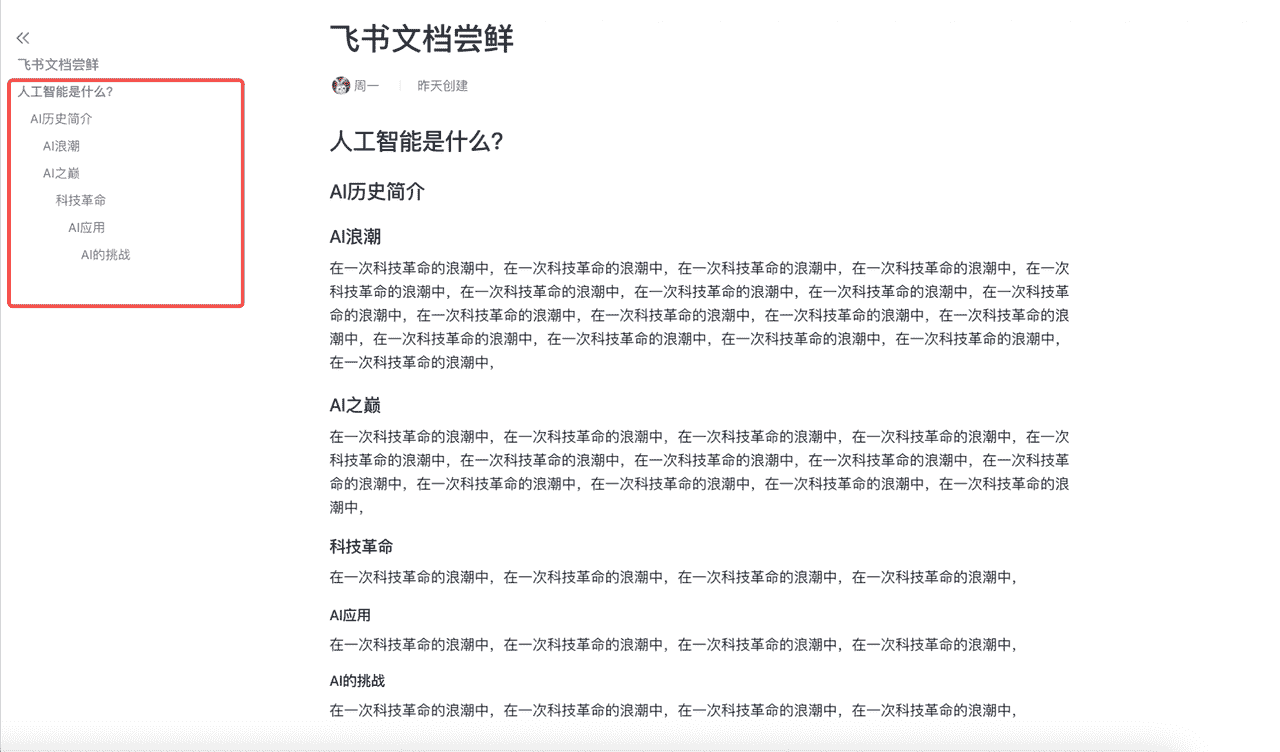 飞书文档尝鲜
人工智能是什么?
AI历史简介
AI浪潮
AI之巅
科技革命
AI应用
AI的挑战
飞书文档尝鲜
周一 昨天创建
人工智能是什么?
AI历史简介
AI浪潮
在一次科技革命的浪潮中，在一次科技革命的浪潮中，在一次科技革命的浪潮中，在一次科技革命的浪潮中，在一次
科技革命的浪潮中，在一次科技革命的浪潮中，在一次科技革命的浪潮中，在一次科技革命的浪潮中，在一次科技革
命的浪潮中，在一次科技革命的浪潮中，在一次科技革命的浪潮中，在一次科技革命的浪潮中，在一次科技革命的浪
潮中，在一次科技革命的浪潮中，在一次科技革命的浪潮中，在一次科技革命的浪潮中，在一次科技革命的浪潮中，
在一次科技革命的浪潮中，
AI之巅
在一次科技革命的浪潮中，在一次科技革命的浪潮中，在一次科技革命的浪潮中，在一次科技革命的浪潮中，在一次
科技革命的浪潮中，在一次科技革命的浪潮中，在一次科技革命的浪潮中，在一次科技革命的浪潮中，在一次科技革
命的浪潮中，在一次科技革命的浪潮中，在一次科技革命的浪潮中，在一次科技革命的浪潮中，在一次科技革命的浪
潮中，
科技革命
在一次科技革命的浪潮中，在一次科技革命的浪潮中，在一次科技革命的浪潮中，在一次科技革命的浪潮中，
AI应用
在一次科技革命的浪潮中，在一次科技革命的浪潮中，在一次科技革命的浪潮中，在一次科技革命的浪潮中，
AI的挑战
在一次科技革命的浪潮中，在一次科技革命的浪潮中，在一次科技革命的浪潮中，在一次科技革命的浪潮中，